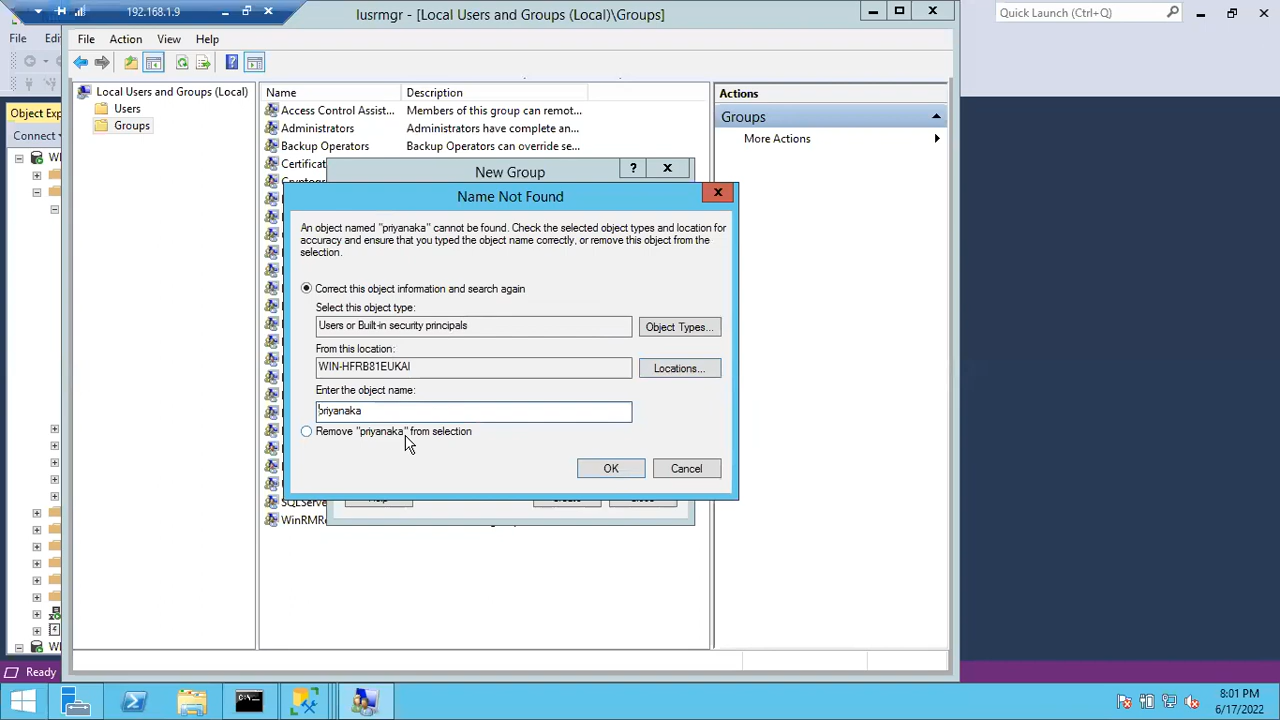 192.168.1.9
lusrmgr - [Local Users and Groups (Local)\Groups]
Quick Launch (Ctrl+Q)
File
File Action View Help
Object Exp
Connect
Local Users and Groups (Local)
Users
Groups
Name Description
Access Control Assist... Members of this group can remot...
Administrators Administrators have complete an...
Backup Operators Backup Operators can override se...
Certificat
Actions
Groups
More Actions
New Group
Name Not Found
An object named "priyanaka" cannot be found. Check the selected object types and location for
accuracy and ensure that you typed the object name correctly, or remove this object from the
selection.
Correct this object information and search again
Select this object type:
Users or Built-in security principals
Object Types...
From this location:
WIN-HFRB81EUKAI
Locations...
Enter the object name:
priyanaka
Remove "priyanaka" from selection
OK Cancel
SQLServe
WinRMRe
Ready
8:01 PM
6/17/2022